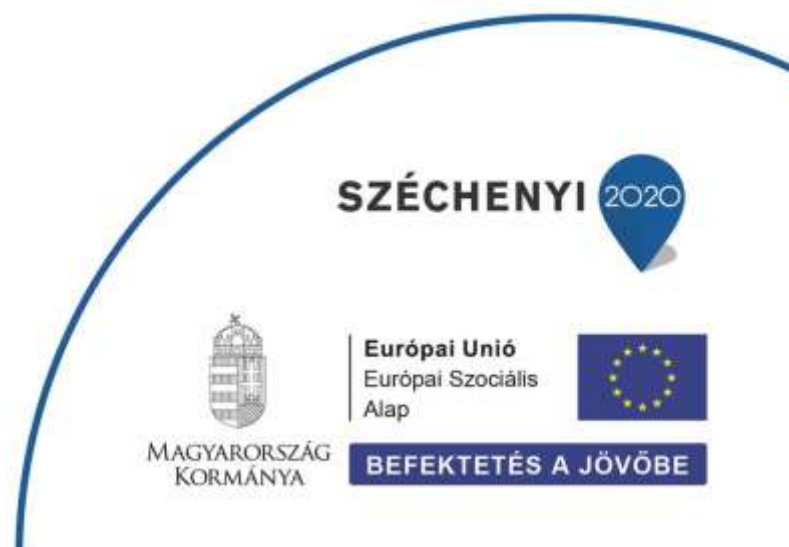 SZÉCHENYI 2020
Európai Unió
Európai Szociális
Alap
MAGYARORSZÁG
KORMÁNYA
BEFEKTETÉS A JÖVŐBE